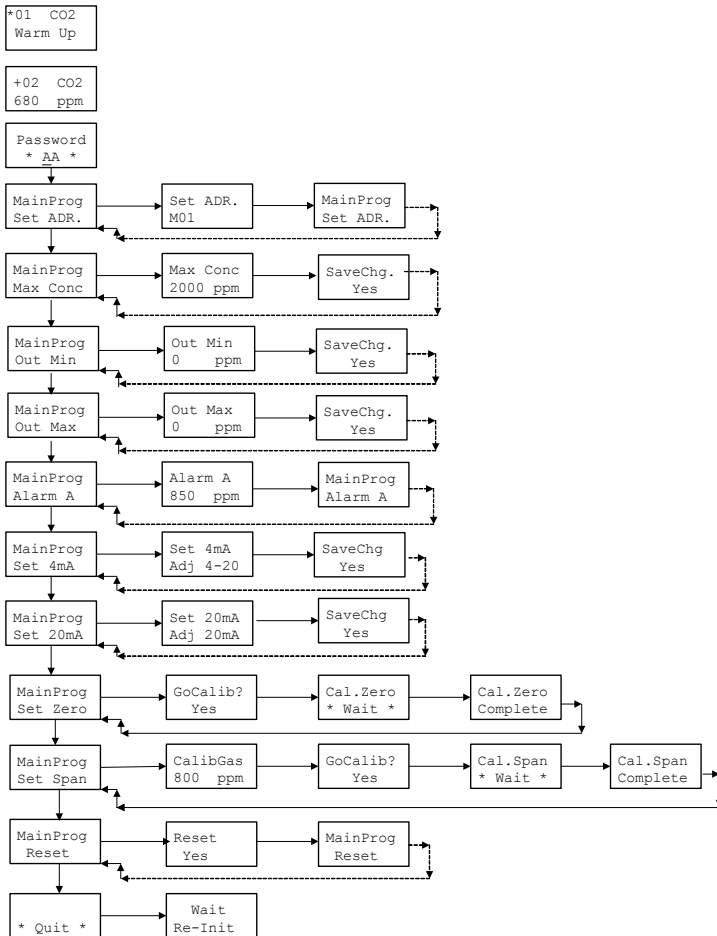 *01 CO2
Warm Up
+02 CO2
680 ppm
Password
* AA *
MainProg
Set ADR.
Set ADR.
M01
MainProg
Set ADR.
MainProg
Max Conc
Max Conc
2000 ppm
SaveChg.
Yes
MainProg
Out Min
Out Min
0 ppm
SaveChg.
Yes
MainProg
Out Max
Out Max
0 ppm
SaveChg.
Yes
MainProg
Alarm A
Alarm A
850 ppm
MainProg
Alarm A
MainProg
Set 4mA
Set 4mA
Adj 4-20
SaveChg
Yes
MainProg
Set 20mA
Set 20mA
Adj 20mA
SaveChg
Yes
MainProg
Set Zero
GoCalib?
Yes
Cal.Zero
* Wait *
Cal.Zero
Complete
MainProg
Set Span
CalibGas
800 ppm
GoCalib?
Yes
Cal.Span
* Wait *
Cal.Span
Complete
MainProg
Reset
Reset
Yes
MainProg
Reset
* Quit *
Wait
Re-Init